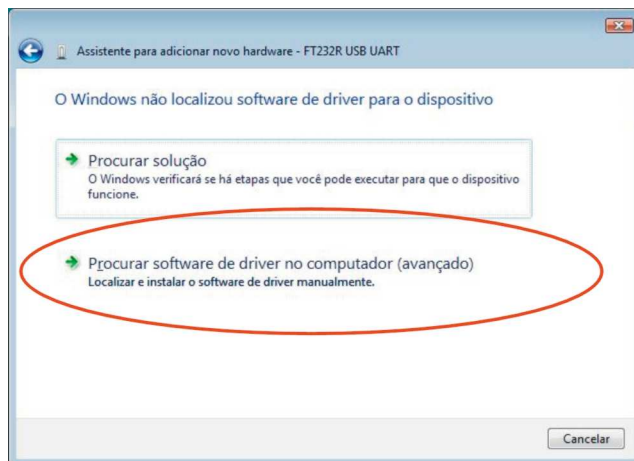 Assistente para adicionar novo hardware - FT232R USB UART
O Windows não localizou software de driver para o dispositivo
Procurar solução
O Windows verificará se há etapas que você pode executar para que o dispositivo
funcione.
Procurar software de driver no computador (avançado)
Localizar e instalar o software de driver manualmente.
Cancelar